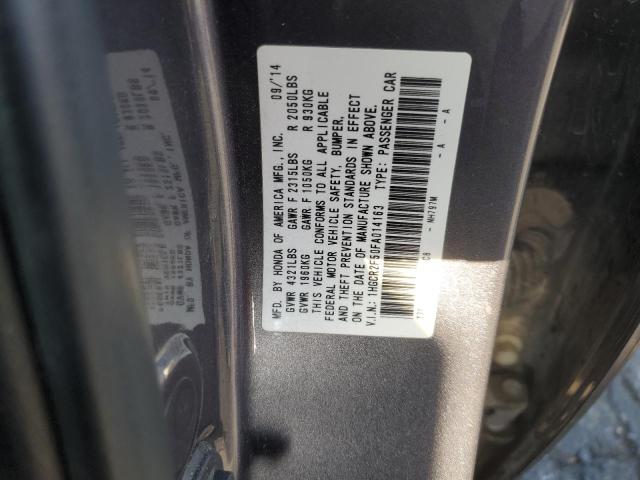 MFD. BY HONDA OF AMERICA MFG., INC. 09/'14
GVWR 4321LBS GAWR F 2315LBS R 2050LBS
GVWR 1960KG GAWR F 1050KG R 930KG
THIS VEHICLE CONFORMS TO ALL APPLICABLE
FEDERAL MOTOR VEHICLE SAFETY, BUMPER,
AND THEFT PREVENTION STANDARDS IN EFFECT
ON THE DATE OF MANUFACTURE SHOWN ABOVE.
V.I.N.: 1HGCR2F50FA014163 TYPE: PASSENGER CAR
NH797M - A - A